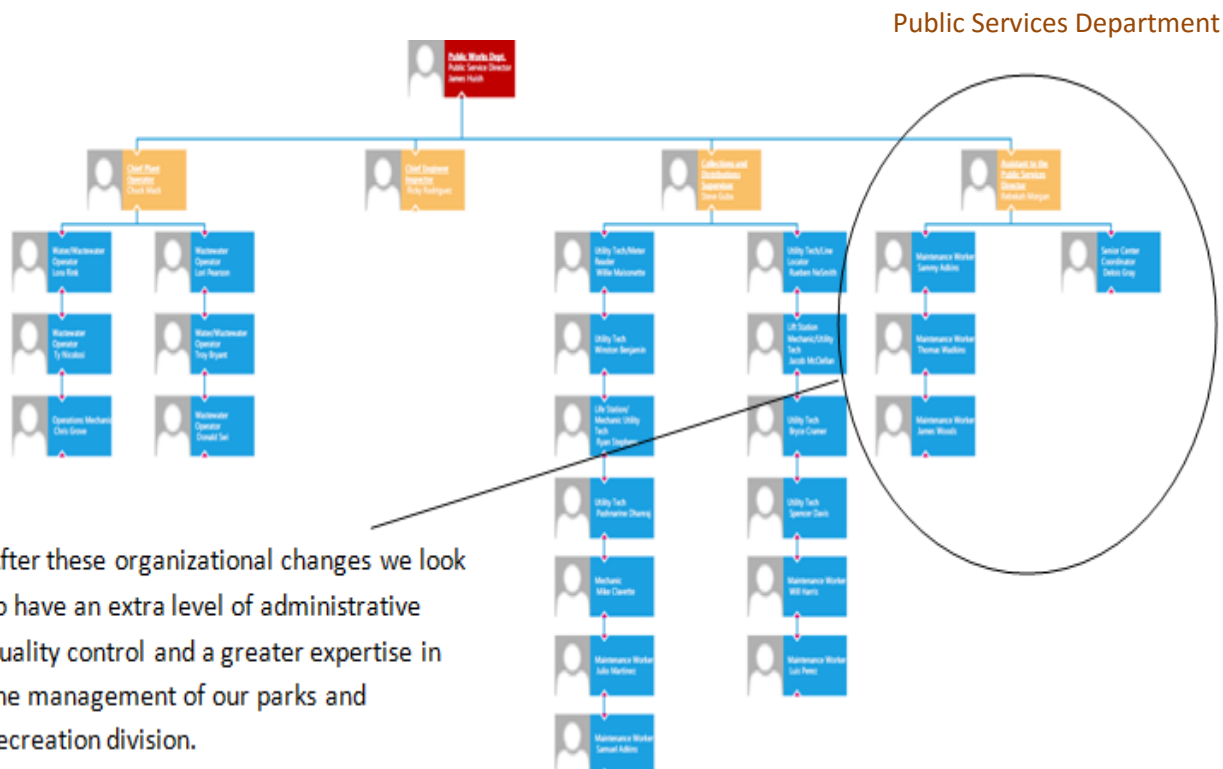 Public Services Department
Public Works Dept.
Public Service Director
James Huish
Chief Plant
Operator
Chuck Mack
Chief Engineer
Inspector
Ricky Rodriguez
Collections and
Distributions
Supervisor
Steve Guba
Assistant to the
Public Services
Director
Rebekah Morgan
Water/Wastewater
Operator
Lora Rink
Wastewater
Operator
Lori Pearson
Utility Tech/Meter
Reader
Willie Maisonette
Utility Tech/Line
Locator
Rueben NeSmith
Maintenance Worker
Sammy Adkins
Senior Center
Coordinator
Delois Gray
Wastewater
Operator
Ty Nicolosi
Water/Wastewater
Operator
Troy Bryant
Utility Tech
Winston Benjamin
Lift Station
Mechanic/Utility
Tech
Jacob McClellan
Maintenance Worker
Thomas Watkins
Operations Mechanic
Chris Grove
Wastewater
Operator
Donald
Life Station/
Mechanic Utility
Tech
Ryan Stephens
Utility Tech
Bryce Cramer
Maintenance Worker
James Woods
Utility Tech
Dhanraj
Utility Tech
Spencer Davis
Mechanic
Mike Clavette
Maintenance Worker
Will Harris
Maintenance Worker
Julio Martinez
Maintenance Worker
Luis Perez
Maintenance Worker
Samuel Adkins
fter these organizational changes we look
o have an extra level of administrative
uality control and a greater expertise in
he management of our parks and
ecreation division.